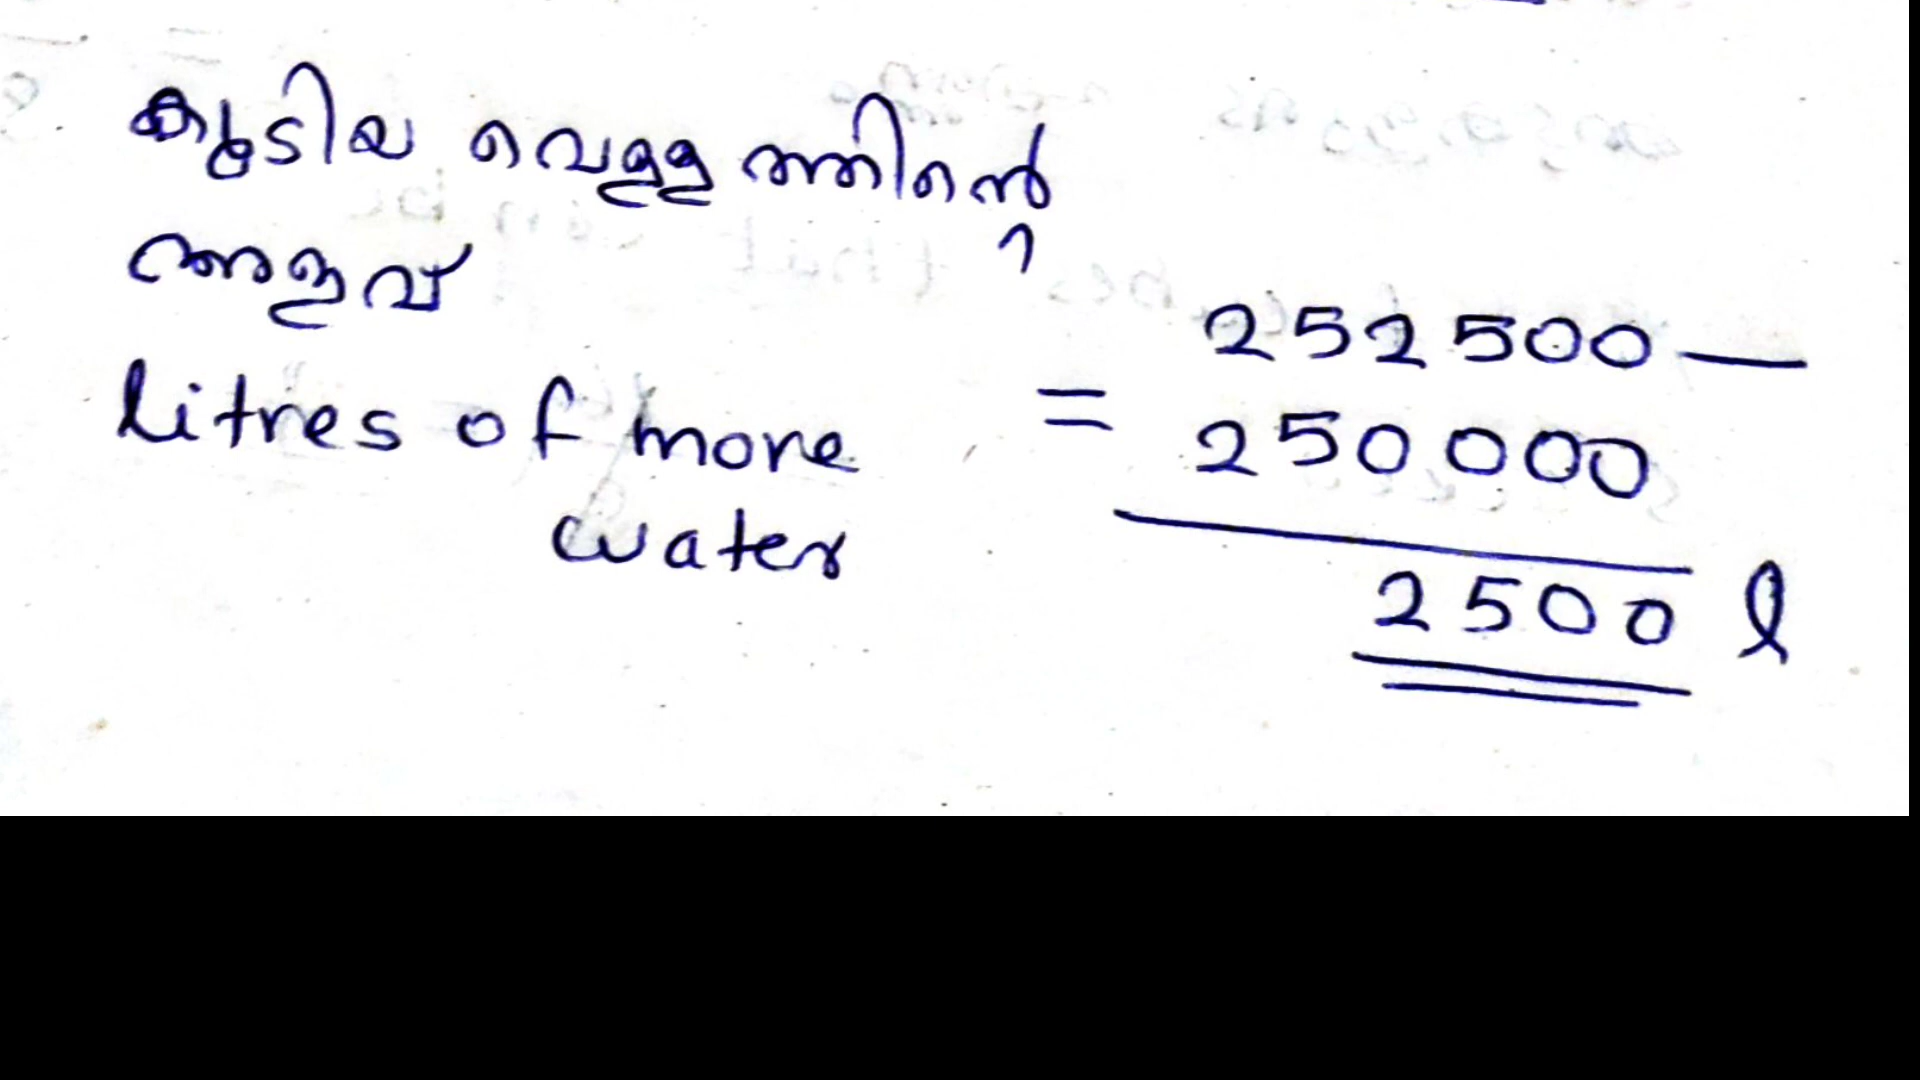 കൂടിയ വെള്ളത്തിന്റെ
അളവ്
litres of more
water
= 252500 —
250000
2500 l